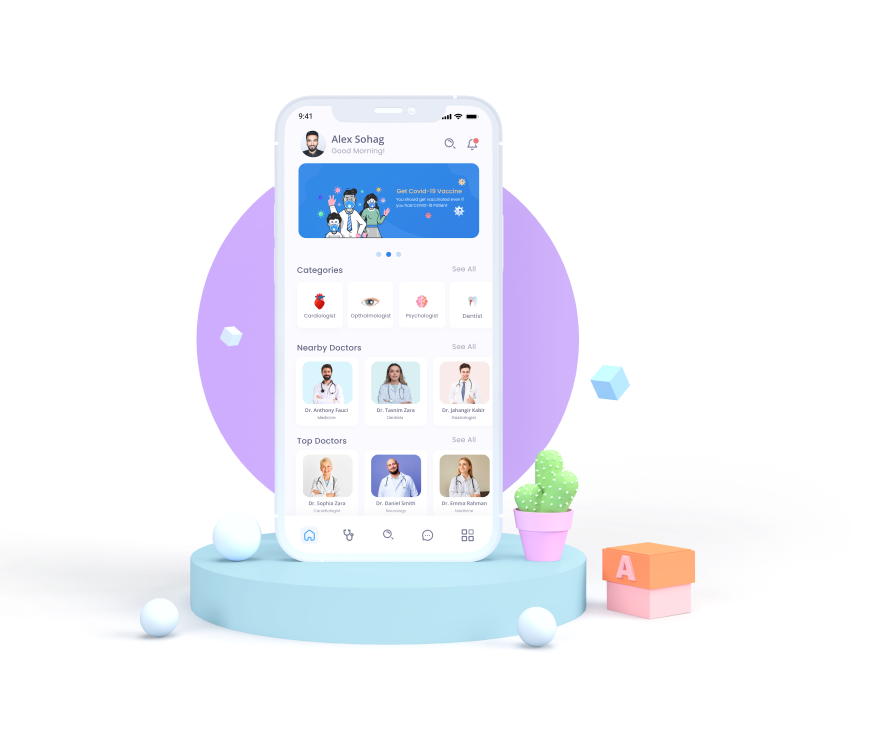 9:41
Alex Sohag
Good Morning!
Get Covid-19 Vaccine
You should get vaccinated even if
you had COVID-19 Patient
Categories See All
Cardiologist Opthalmologist Psychologist Dentist
Nearby Doctors See All
Dr. Anthony Fauci Dr. Tasnim Zara Dr. Jahangir Kabir
Medicine Dentists
Top Doctors See All
Dr. Sophia Zara Dr. Daniel Smith Dr. Emma Rahman
Cardiologist Neurology Medicine
A